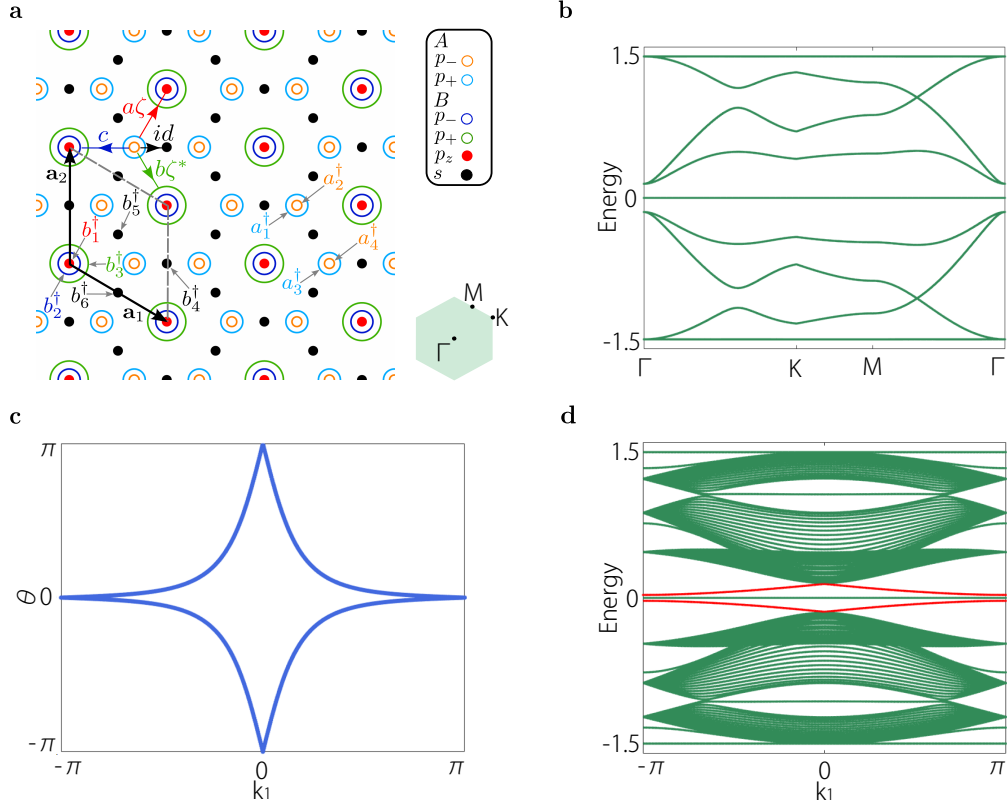 a
A
p₋
p₊
B
p₋
p₊
p_z
s
aζ
c
id
bζ*
a₂
a₁
b₁†
b₂†
b₃†
b₄†
b₅†
b₆†
a₁†
a₂†
a₃†
a₄†
M
K
Γ
b
1.5
0
-1.5
Energy
Γ
K
M
Γ
c
π
θ
0
-π
-π
0
π
k₁
d
1.5
0
-1.5
Energy
-π
0
π
k₁